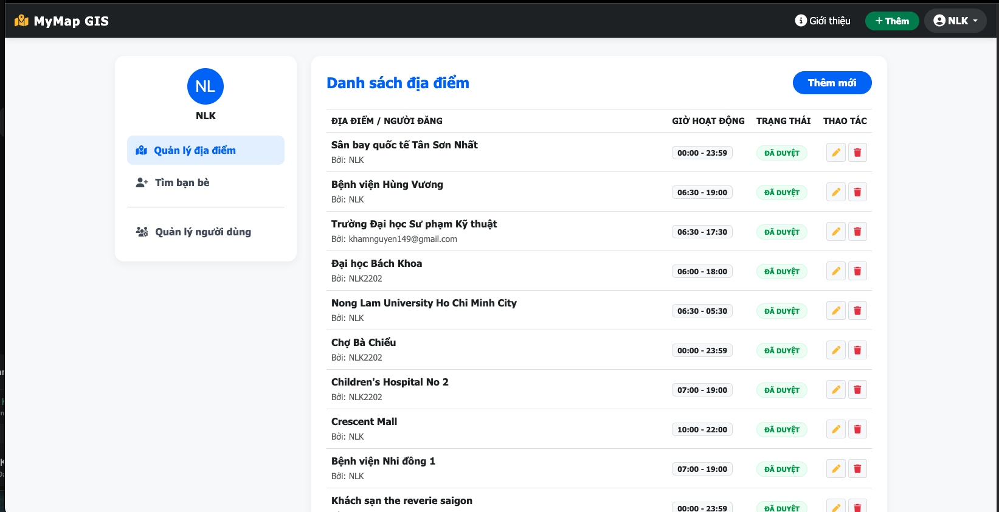 MyMap GIS
Giới thiệu
+ Thêm
NLK
NL
NLK
Quản lý địa điểm
Tìm bạn bè
Quản lý người dùng
Danh sách địa điểm
Thêm mới
ĐỊA ĐIỂM / NGƯỜI ĐĂNG GIỜ HOẠT ĐỘNG TRẠNG THÁI THAO TÁC
Sân bay quốc tế Tân Sơn Nhất
Bởi: NLK
00:00 - 23:59 ĐÃ DUYỆT
Bệnh viện Hùng Vương
Bởi: NLK
06:30 - 19:00 ĐÃ DUYỆT
Trường Đại học Sư phạm Kỹ thuật
Bởi: khamnguyen149@gmail.com
06:30 - 17:30 ĐÃ DUYỆT
Đại học Bách Khoa
Bởi: NLK2202
06:00 - 18:00 ĐÃ DUYỆT
Nong Lam University Ho Chi Minh City
Bởi: NLK
06:30 - 05:30 ĐÃ DUYỆT
Chợ Bà Chiểu
Bởi: NLK2202
00:00 - 23:59 ĐÃ DUYỆT
Children's Hospital No 2
Bởi: NLK2202
07:00 - 19:00 ĐÃ DUYỆT
Crescent Mall
Bởi: NLK
10:00 - 22:00 ĐÃ DUYỆT
Bệnh viện Nhi đồng 1
Bởi: NLK
07:00 - 19:00 ĐÃ DUYỆT
Khách sạn the reverie saigon
00:00 - 23:59 ĐÃ DUYỆT